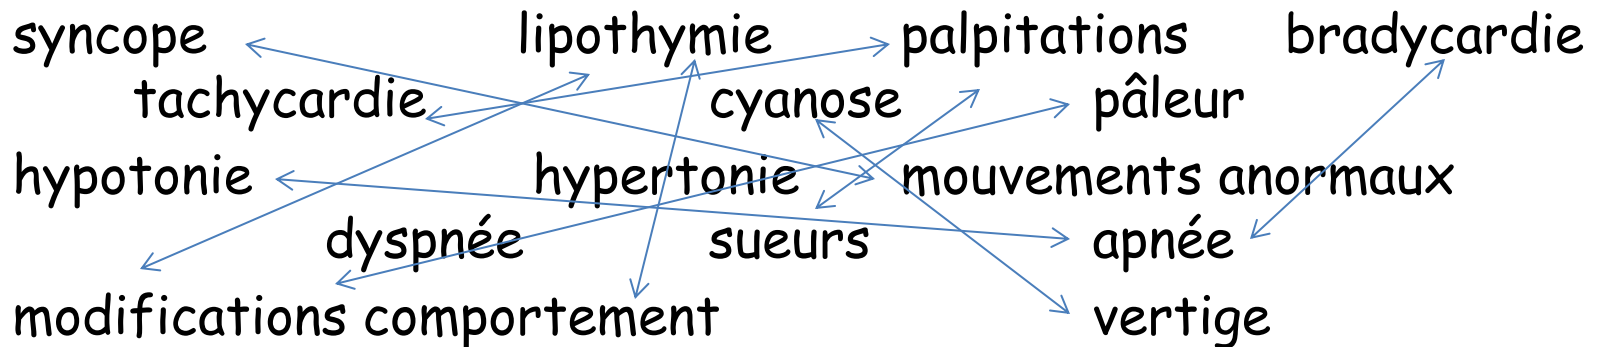 syncope lipothymie palpitations bradycardie
tachycardie cyanose pâleur
hypotonie hypertonie mouvements anormaux
dyspnée sueurs apnée
modifications comportement vertige